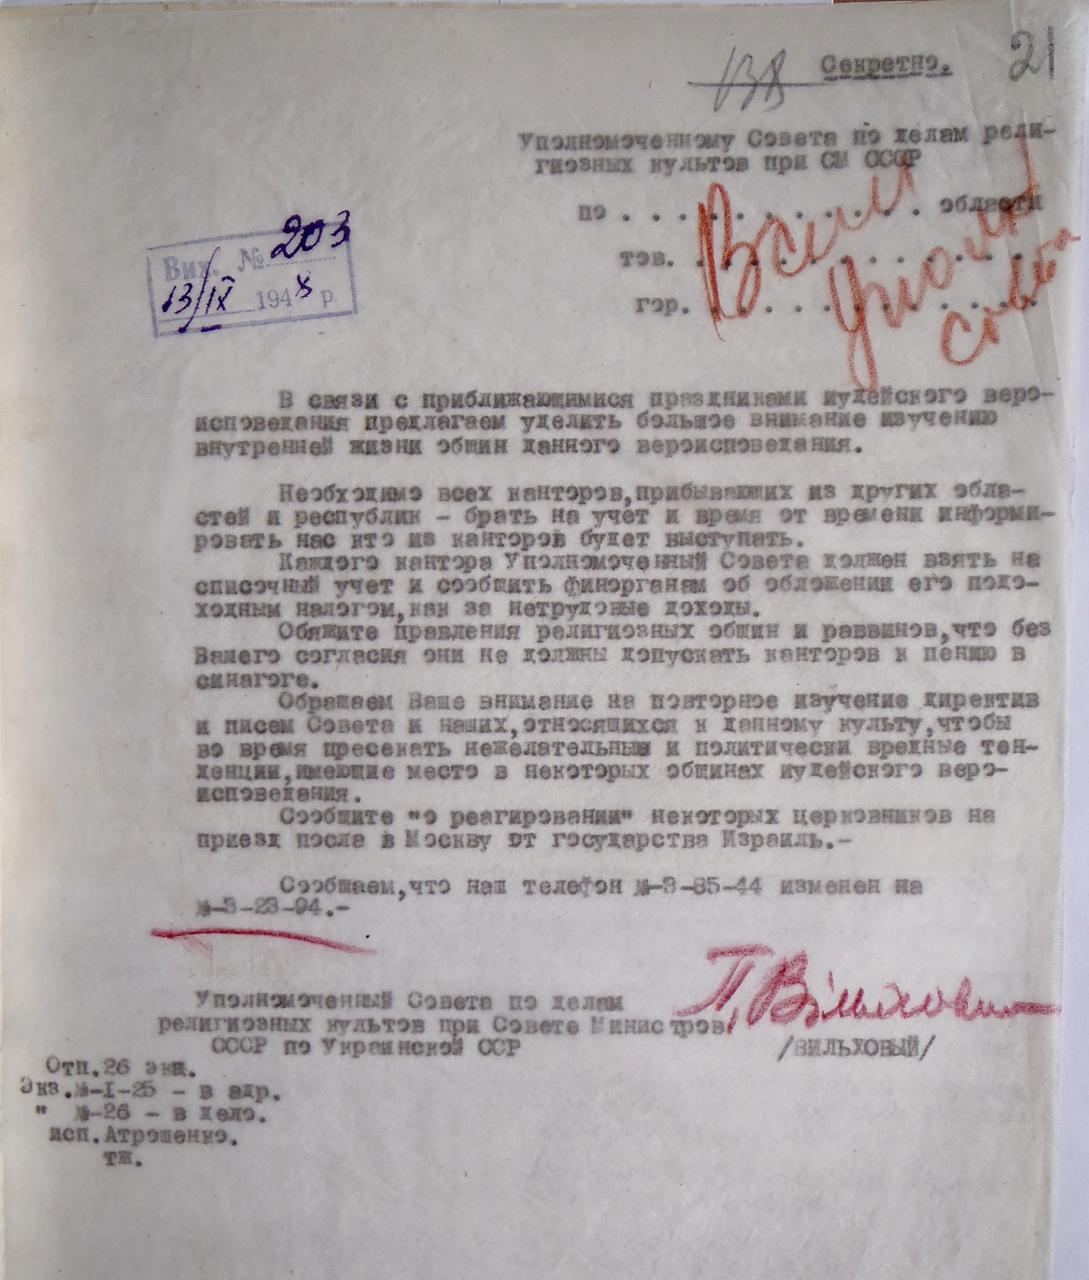 Секретно. 21
Уполномоченному Совета по делам рели-
гиозных культов при СМ СССР
по . . . . . . . . . . . . . области
тов. . . . . . . . . . . . . .
гор. . . . . . . . . . . . . .
Всем
Уполн
совета
Вих. № 203
13/IX 1948 р.
В связи с приближающимися праздниками иудейского веро-
исповедания предлагаем уделить большое внимание изучению
внутренней жизни общин данного вероисповедания.
Необходимо всех канторов,прибывающих из других обла-
стей и республик - брать на учет и время от времени информи-
ровать нас кто из канторов будет выступать.
Каждого кантора Уполномоченный Совета должен взять на
списочный учет и сообщить финорганам об обложении его подо-
ходным налогом,как за нетрудовые доходы.
Обяжите правления религиозных общин и раввинов,что без
Вашего согласия они не должны допускать канторов к пению в
синагоге.
Обращаем Ваше внимание на повторное изучение директив
и писем Совета и наших,относящихся к данному культу,чтобы
во время пресекать нежелательные и политически вредные тен-
денции,имеющие место в некоторых общинах иудейского веро-
исповедания.
Сообщите "о реагировании" некоторых церковников на
приезд посла в Москву от государства Израиль.-
Сообщаем,что наш телефон №-3-85-44 изменен на
№-3-23-94.-
Уполномоченный Совета по делам
религиозных культов при Совете Министров
СССР по Украинской ССР
П. Вільховий
/ВИЛЬХОВЫЙ/
Отп.26 экз.
Экз.№-I-25 - в адр.
" №-26 - в дело.
исп.Атрошенко.
тж.